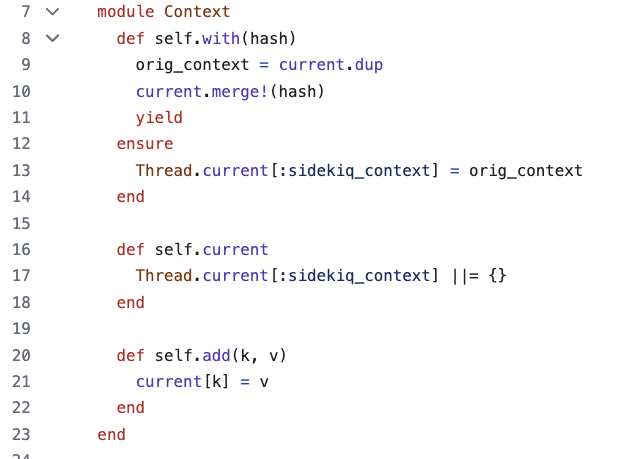 7 module Context
8 def self.with(hash)
9 orig_context = current.dup
10 current.merge!(hash)
11 yield
12 ensure
13 Thread.current[:sidekiq_context] = orig_context
14 end
15
16 def self.current
17 Thread.current[:sidekiq_context] ||= {}
18 end
19
20 def self.add(k, v)
21 current[k] = v
22 end
23 end